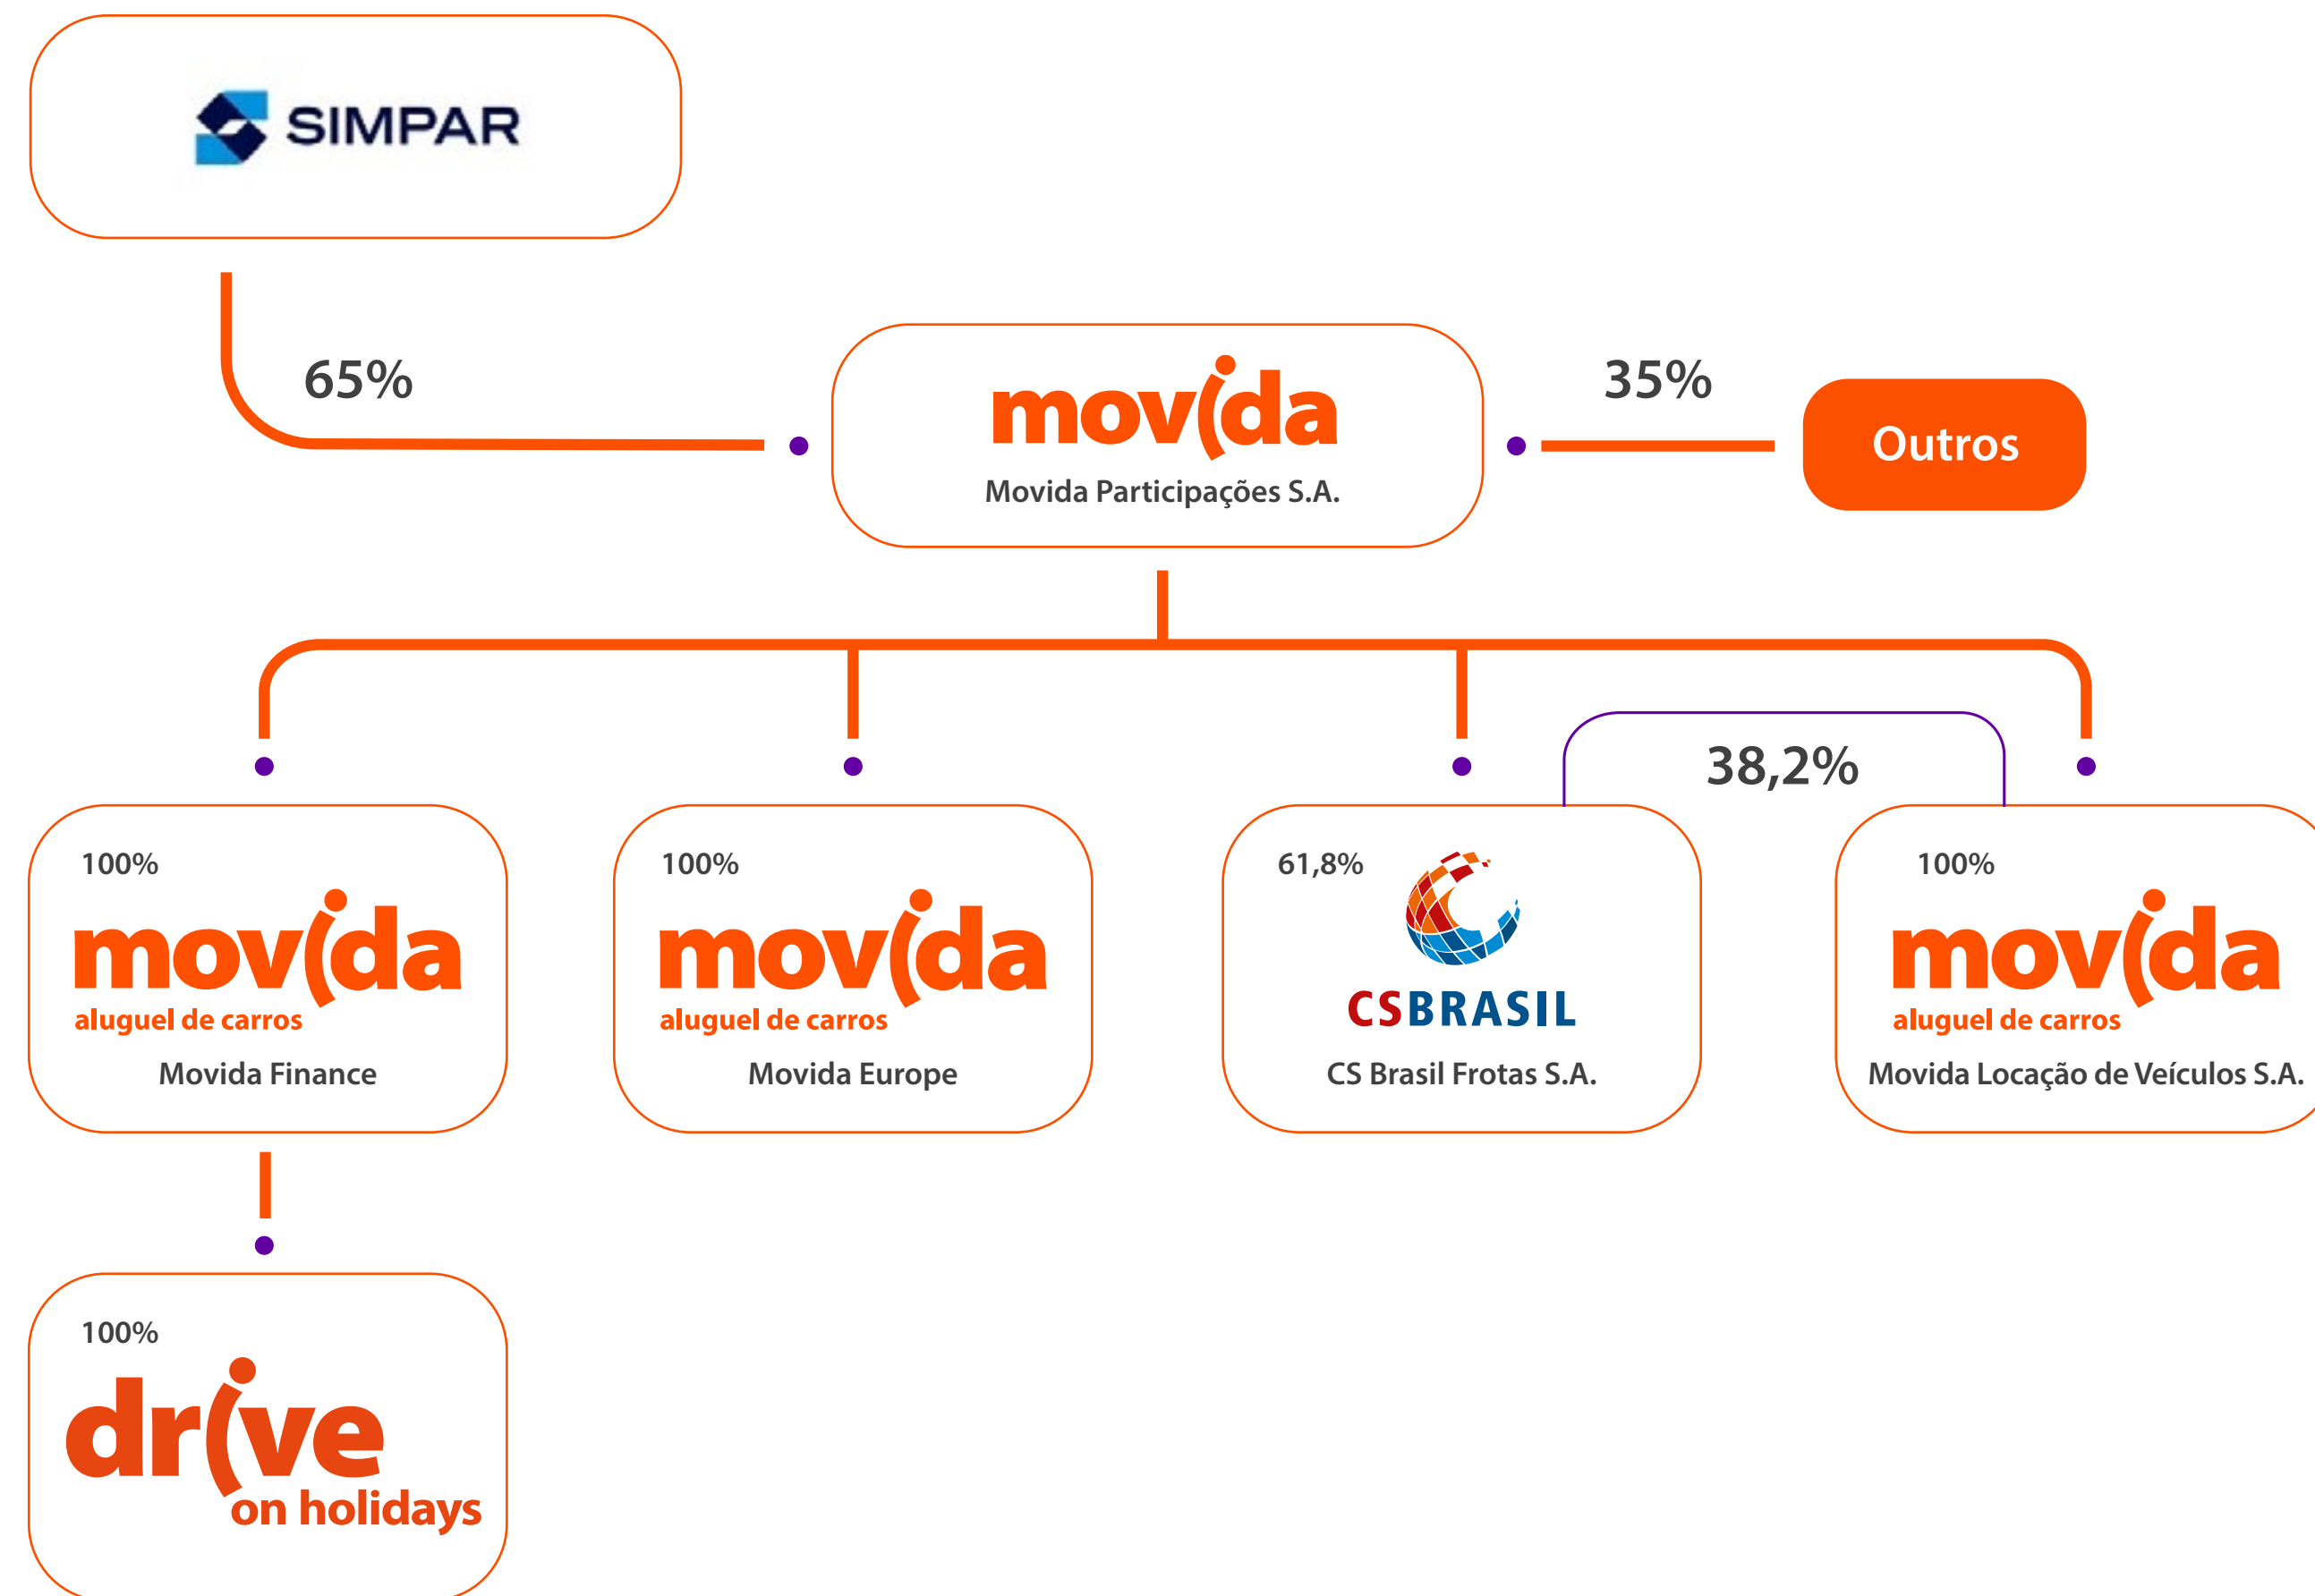 SIMPAR
65%
movida
Movida Participações S.A.
35%
Outros
38,2%
100%
movida
aluguel de carros
Movida Finance
100%
movida
aluguel de carros
Movida Europe
61,8%
CSBRASIL
CS Brasil Frotas S.A.
100%
movida
aluguel de carros
Movida Locação de Veículos S.A.
100%
drive
on holidays